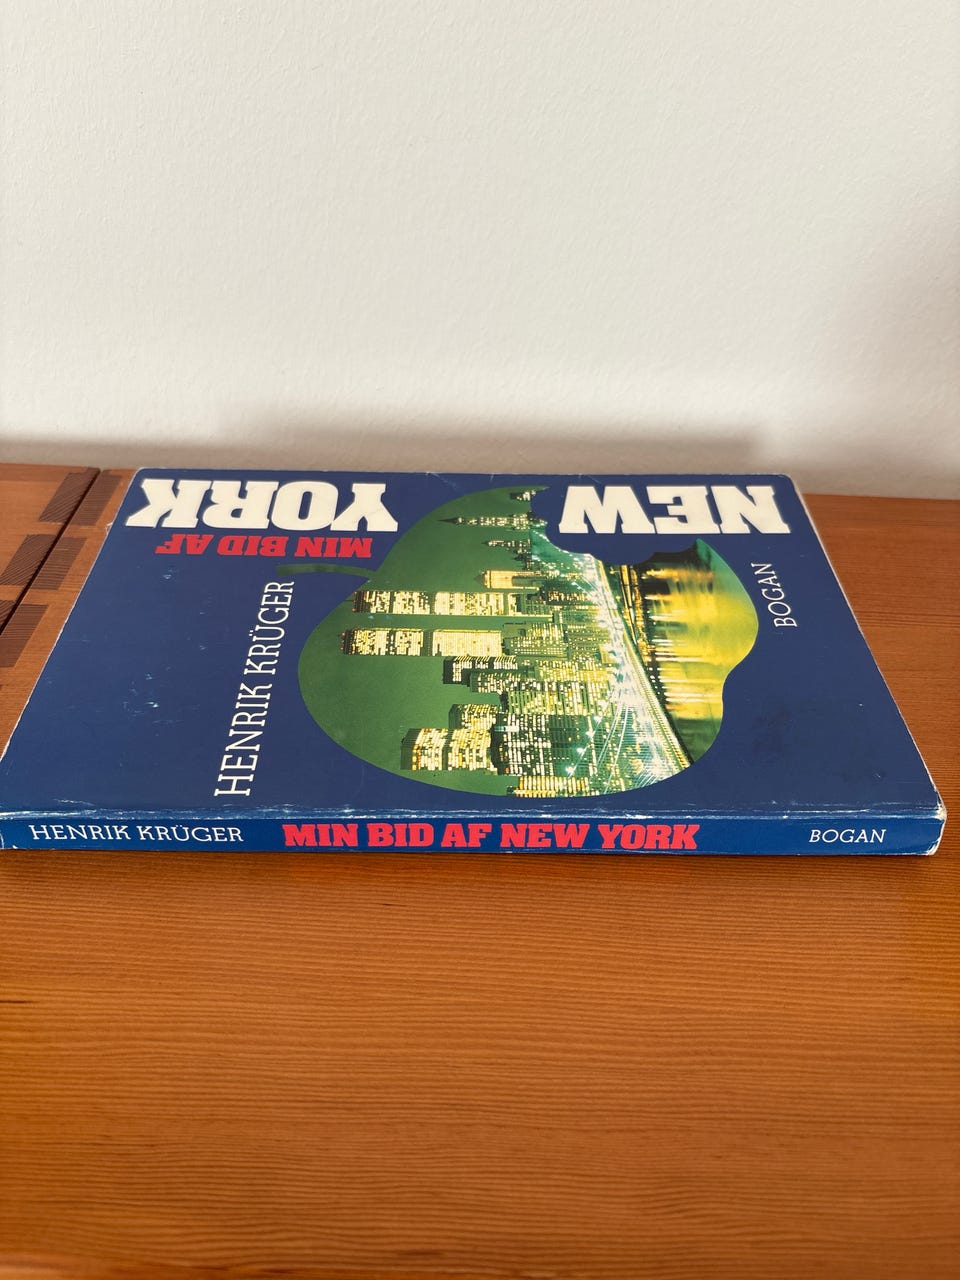 HENRIK KRÜGER
MIN BID AF
NEW
YORK
BOGAN
HENRIK KRÜGER MIN BID AF NEW YORK BOGAN